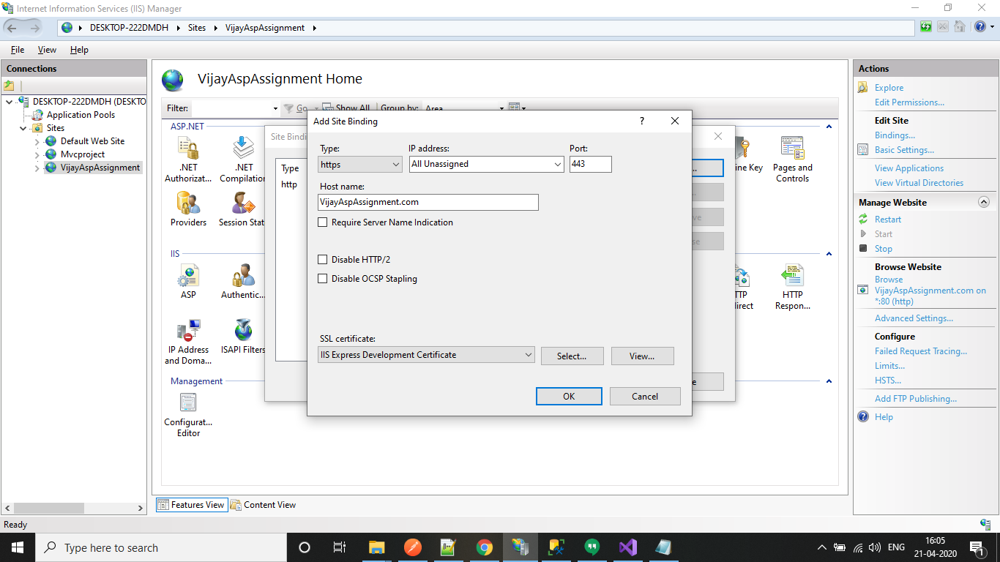 Internet Information Services (IIS) Manager
DESKTOP-222DMDH
Sites
VijayAspAssignment
File View Help
Connections
DESKTOP-222DMDH (DESKTO
Application Pools
Sites
Default Web Site
Mvcproject
VijayAspAssignment
VijayAspAssignment Home
Filter: Go Show All Group by: Area
ASP.NET
.NET Authorizat...
.NET Compilation
Pages and Controls
Providers
Session Stat
IIS
ASP
Authentic...
HTTP Respon...
IP Address and Doma...
ISAPI Filters
Management
Configurat... Editor
Site Bindi
Type
http
Add Site Binding
?
Type: IP address: Port:
https All Unassigned 443
Host name:
VijayAspAssignment.com
Require Server Name Indication
Disable HTTP/2
Disable OCSP Stapling
SSL certificate:
IIS Express Development Certificate Select... View...
OK Cancel
Features View Content View
Actions
Explore
Edit Permissions...
Edit Site
Bindings...
Basic Settings...
View Applications
View Virtual Directories
Manage Website
Restart
Start
Stop
Browse Website
Browse
VijayAspAssignment.com on
*:80 (http)
Advanced Settings...
Configure
Failed Request Tracing...
Limits...
HSTS...
Add FTP Publishing...
Help
Ready
Type here to search
ENG
16:05
21-04-2020
1